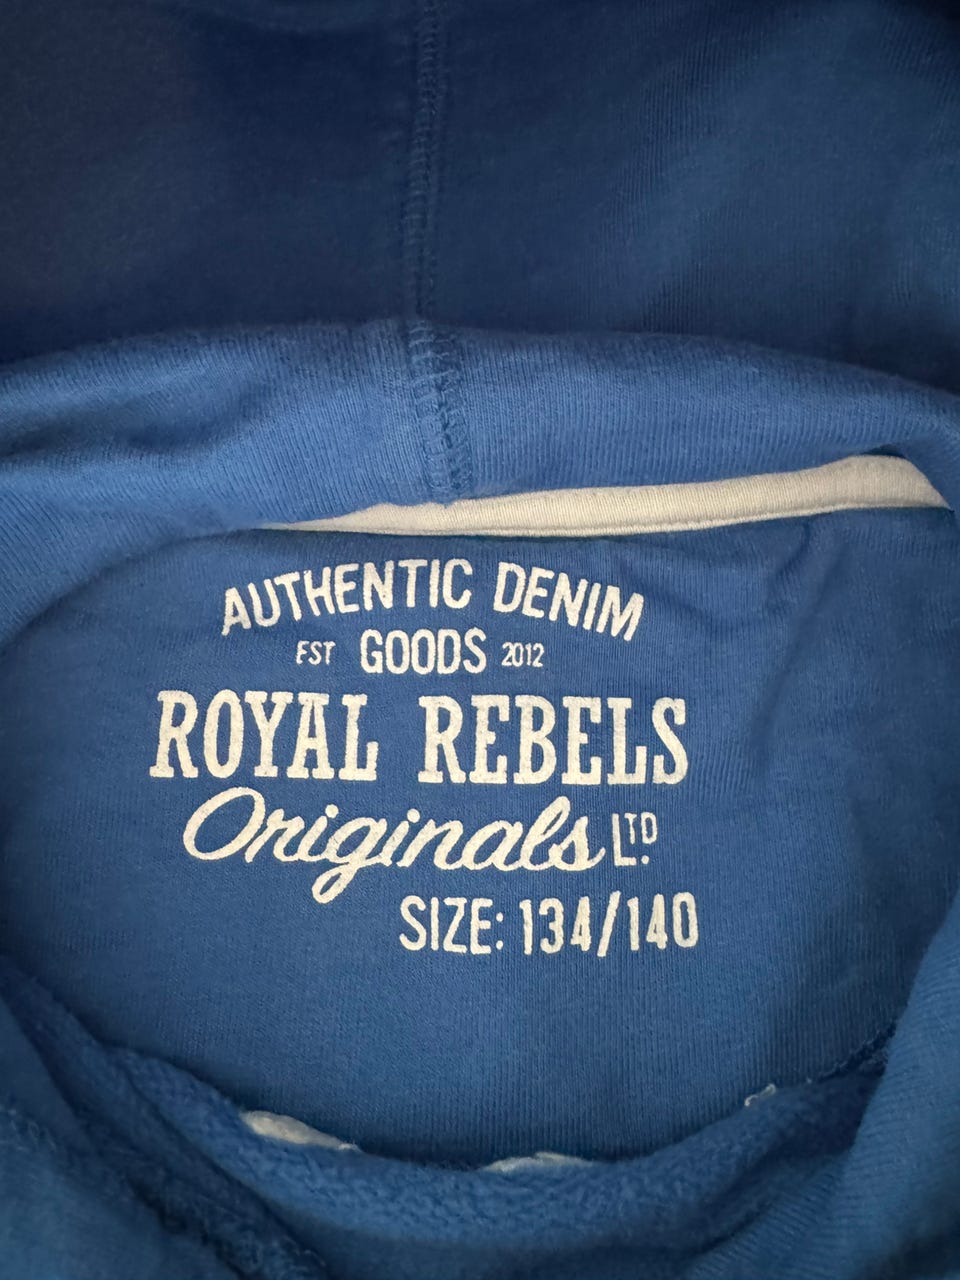 AUTHENTIC DENIM
EST GOODS 2012
ROYAL REBELS
Originals LTD.
SIZE: 134/140